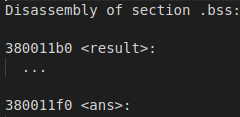 Disassembly of section .bss:
380011b0 <result>:
...
380011f0 <ans>: